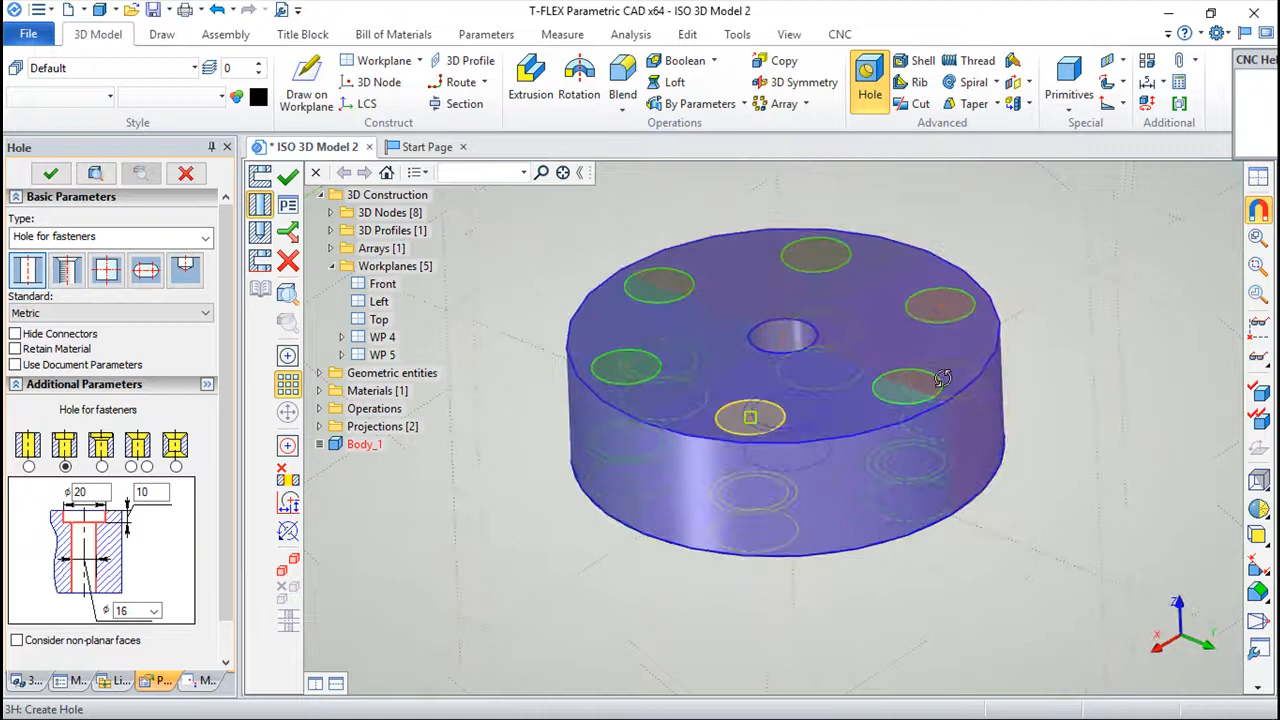 T-FLEX Parametric CAD x64 - ISO 3D Model 2
File
3D Model
Draw
Assembly
Title Block
Bill of Materials
Parameters
Measure
Analysis
Edit
Tools
View
CNC
Default
0
Style
Draw on Workplane
Workplane
3D Node
LCS
3D Profile
Route
Section
Construct
Extrusion
Rotation
Blend
Boolean
Loft
By Parameters
Copy
3D Symmetry
Array
Operations
Hole
Shell
Rib
Cut
Thread
Spiral
Taper
Advanced
Primitives
Special
Additional
CNC Hel
Hole
* ISO 3D Model 2
Start Page
Basic Parameters
Type:
Hole for fasteners
Standard:
Metric
Hide Connectors
Retain Material
Use Document Parameters
Additional Parameters
Hole for fasteners
ϕ 20
10
ϕ 16
Consider non-planar faces
3...
M...
Li...
P...
M...
3D Construction
3D Nodes [8]
3D Profiles [1]
Arrays [1]
Workplanes [5]
Front
Left
Top
WP 4
WP 5
Geometric entities
Materials [1]
Operations
Projections [2]
Body_1
Z
X
Y
3H: Create Hole